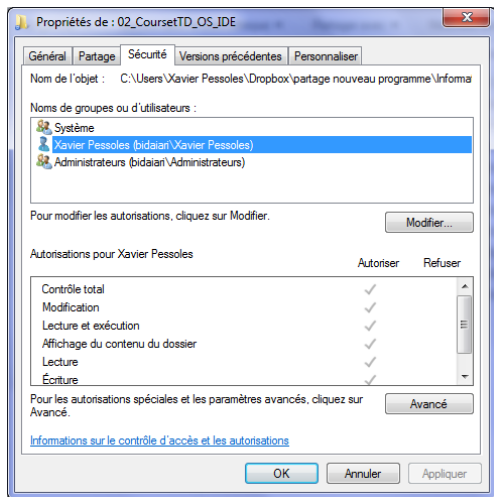 Propriétés de : 02_CoursetTD_OS_IDE
Général Partage Sécurité Versions précédentes Personnaliser
Nom de l'objet : C:\Users\Xavier Pessoles\Dropbox\partage nouveau programme\Informa
Noms de groupes ou d'utilisateurs :
Système
Xavier Pessoles (bidaiari\Xavier Pessoles)
Administrateurs (bidaiari\Administrateurs)
Pour modifier les autorisations, cliquez sur Modifier.
Modifier...
Autorisations pour Xavier Pessoles
Autoriser Refuser
Contrôle total
Modification
Lecture et exécution
Affichage du contenu du dossier
Lecture
Écriture
Pour les autorisations spéciales et les paramètres avancés, cliquez sur
Avancé.
Avancé
Informations sur le contrôle d'accès et les autorisations
OK Annuler Appliquer